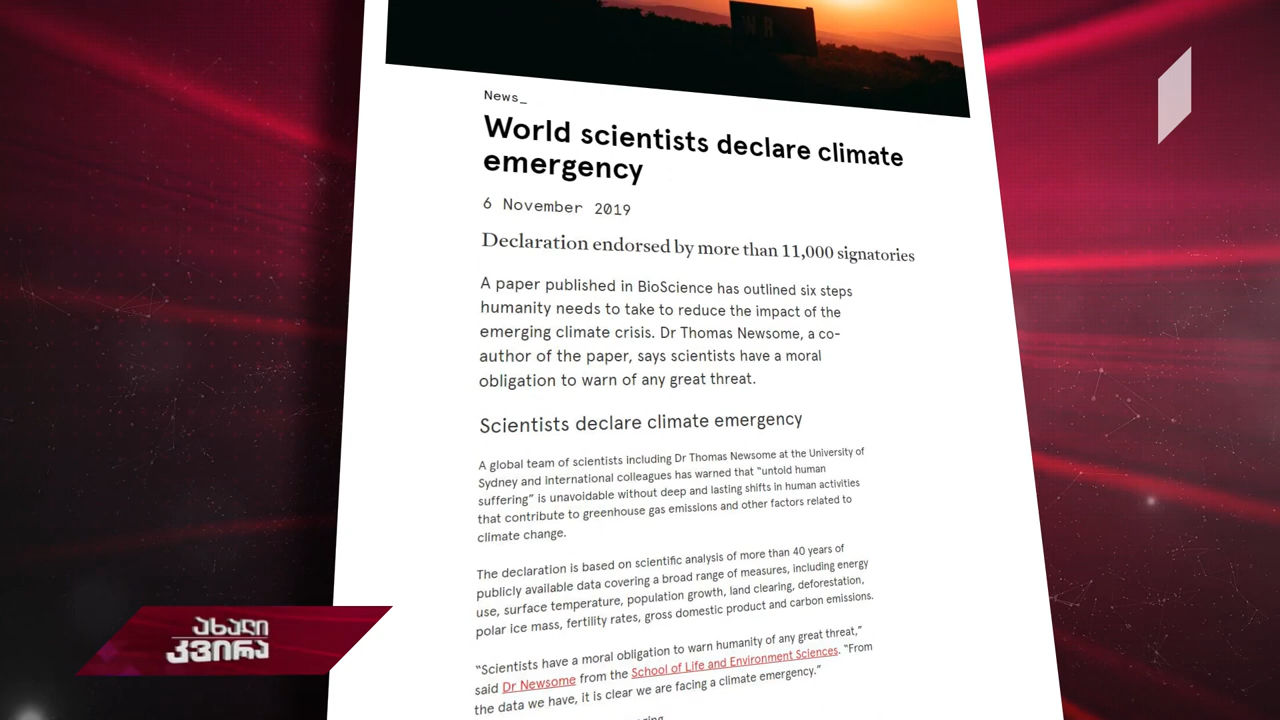 News_
World scientists declare climate
emergency
6 November 2019
Declaration endorsed by more than 11,000 signatories
A paper published in BioScience has outlined six steps
humanity needs to take to reduce the impact of the
emerging climate crisis. Dr Thomas Newsome, a co-
author of the paper, says scientists have a moral
obligation to warn of any great threat.
Scientists declare climate emergency
A global team of scientists including Dr Thomas Newsome at the University of
Sydney and international colleagues has warned that “untold human
suffering” is unavoidable without deep and lasting shifts in human activities
that contribute to greenhouse gas emissions and other factors related to
climate change.
The declaration is based on scientific analysis of more than 40 years of
publicly available data covering a broad range of measures, including energy
use, surface temperature, population growth, land clearing, deforestation,
polar ice mass, fertility rates, gross domestic product and carbon emissions.
“Scientists have a moral obligation to warn humanity of any great threat,”
said Dr Newsome from the School of Life and Environment Sciences. “From
the data we have, it is clear we are facing a climate emergency.”
ახალი
კვირა